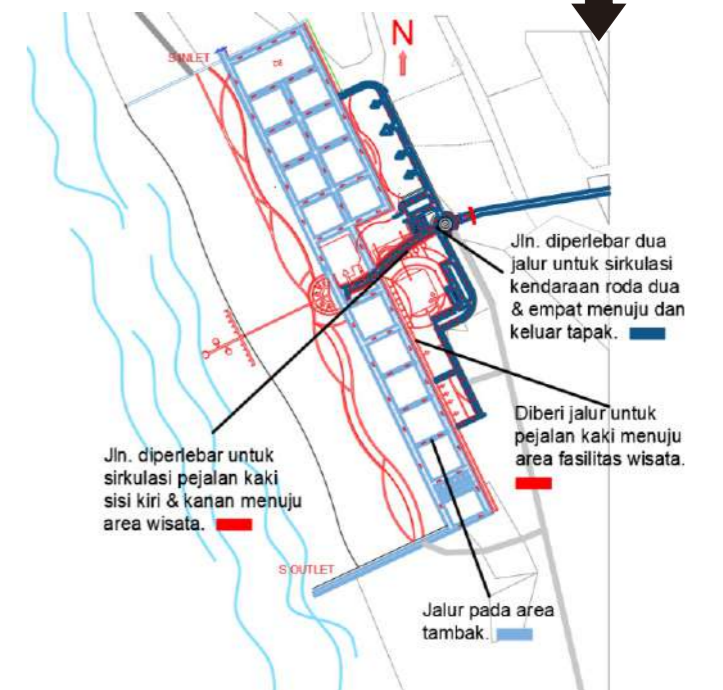 N
S INLET
Jln. diperlebar dua
jalur untuk sirkulasi
kendaraan roda dua
& empat menuju dan
keluar tapak.
Diberi jalur untuk
pejalan kaki menuju
area fasilitas wisata.
Jln. diperlebar untuk
sirkulasi pejalan kaki
sisi kiri & kanan menuju
area wisata.
S OUTLET
Jalur pada area
tambak.